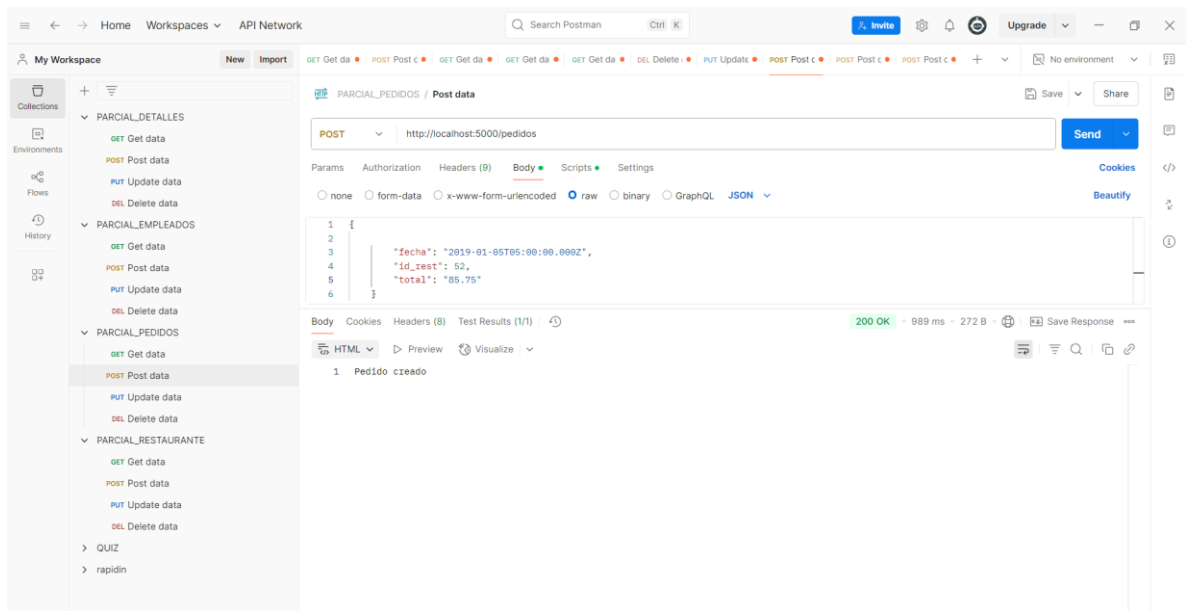 Home Workspaces API Network Search Postman Ctrl K Invite Upgrade
My Workspace New Import GET Get da POST Post c GET Get da GET Get da GET Get da DEL Delete PUT Update POST Post c POST Post c POST Post c No environment
Collections
Environments
Flows
History
PARCIAL_DETALLES
GET Get data
POST Post data
PUT Update data
DEL Delete data
PARCIAL_EMPLEADOS
GET Get data
POST Post data
PUT Update data
DEL Delete data
PARCIAL_PEDIDOS
GET Get data
POST Post data
PUT Update data
DEL Delete data
PARCIAL_RESTAURANTE
GET Get data
POST Post data
PUT Update data
DEL Delete data
QUIZ
rapidin
HTTP PARCIAL_PEDIDOS / Post data Save Share
POST http://localhost:5000/pedidos Send
Params Authorization Headers (9) Body Scripts Settings Cookies
none form-data x-www-form-urlencoded raw binary GraphQL JSON Beautify
1 {
2
3 "fecha": "2019-01-05T05:00:00.000Z",
4 "id_rest": 52,
5 "total": "85.75"
6 }
Body Cookies Headers (8) Test Results (1/1) 200 OK 989 ms 272 B Save Response
HTML Preview Visualize
1 Pedido creado